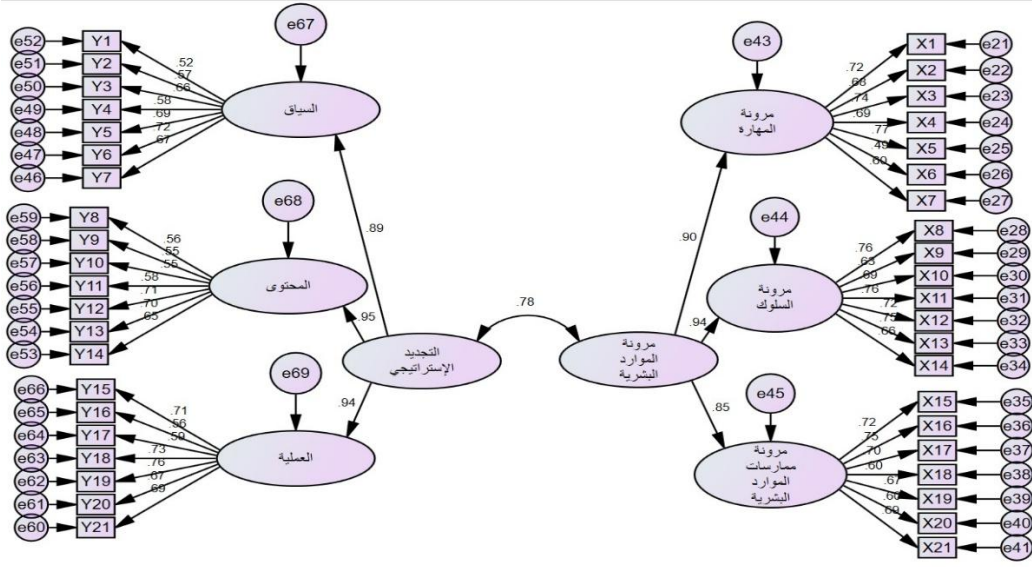 e67
e52
Y1
.52
e51
Y2
.57
e50
Y3
.66
e49
Y4
.58
e48
Y5
.69
e47
Y6
.72
e46
Y7
.67
السياق
.89
e68
e59
Y8
.56
e58
Y9
.55
e57
Y10
.55
e56
Y11
.58
e55
Y12
.71
e54
Y13
.70
e53
Y14
.65
المحتوى
.95
التجديد
الإستراتيجي
.94
e69
e66
Y15
.71
e65
Y16
.56
e64
Y17
.59
e63
Y18
.73
e62
Y19
.76
e61
Y20
.67
e60
Y21
.69
العملية
.78
مرونة
الموارد
البشرية
.90
.94
.85
e43
مرونة
المهارة
.72
X1
e21
.68
X2
e22
.74
X3
e23
.69
X4
e24
.77
X5
e25
.49
X6
e26
.60
X7
e27
e44
مرونة
السلوك
.76
X8
e28
.63
X9
e29
.69
X10
e30
.76
X11
e31
.72
X12
e32
.75
X13
e33
.66
X14
e34
e45
مرونة
ممارسات
الموارد
البشرية
.72
X15
e35
.75
X16
e36
.70
X17
e37
.60
X18
e38
.67
X19
e39
.66
X20
e40
.69
X21
e41